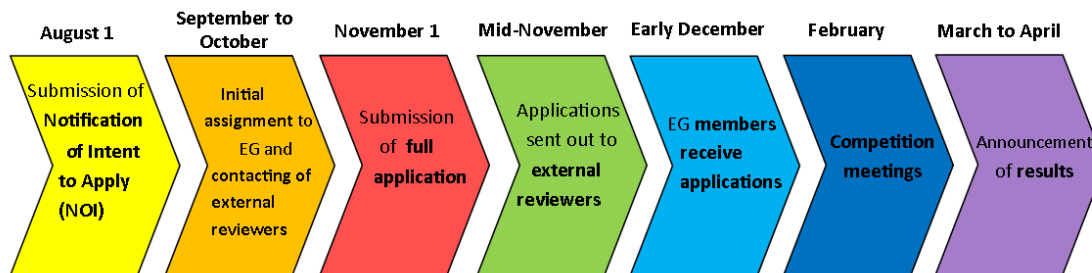 August 1
Submission of
Notification
of Intent
to Apply
(NOI)
September to
October
Initial
assignment to
EG and
contacting of
external
reviewers
November 1
Submission
of full
application
Mid-November
Applications
sent out to
external
reviewers
Early December
EG members
receive
applications
February
Competition
meetings
March to April
Announcement
of results